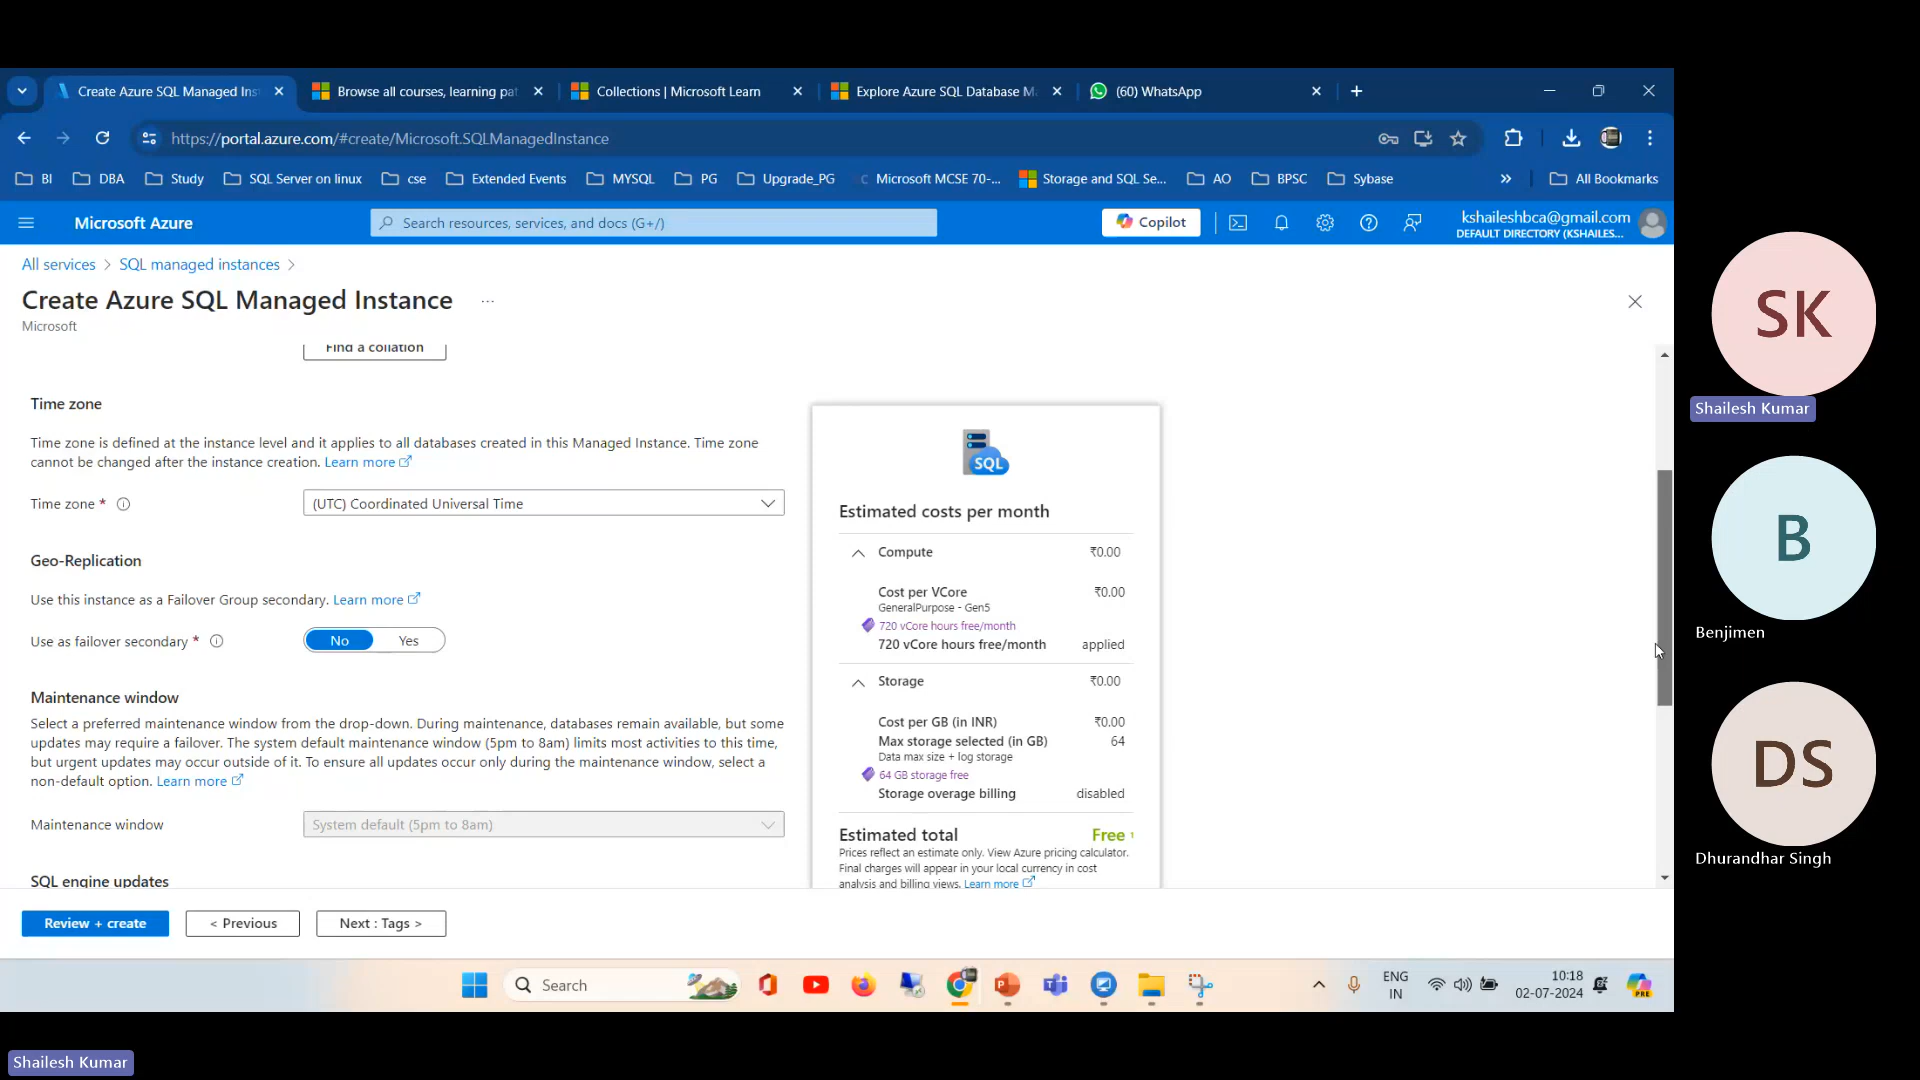 Create Azure SQL Managed Ins
Browse all courses, learning pat
Collections | Microsoft Learn
Explore Azure SQL Database Ma
(60) WhatsApp
https://portal.azure.com/#create/Microsoft.SQLManagedInstance
BI
DBA
Study
SQL Server on linux
cse
Extended Events
MYSQL
PG
Upgrade_PG
Microsoft MCSE 70-...
Storage and SQL Se...
AO
BPSC
Sybase
»
All Bookmarks
Microsoft Azure
Search resources, services, and docs (G+/)
Copilot
kshaileshbca@gmail.com
DEFAULT DIRECTORY (KSHAILES...
All services > SQL managed instances >
Create Azure SQL Managed Instance ...
Microsoft
Find a collation
Time zone
Time zone is defined at the instance level and it applies to all databases created in this Managed Instance. Time zone
cannot be changed after the instance creation. Learn more
Time zone * (UTC) Coordinated Universal Time
Geo-Replication
Use this instance as a Failover Group secondary. Learn more
Use as failover secondary * No Yes
Maintenance window
Select a preferred maintenance window from the drop-down. During maintenance, databases remain available, but some
updates may require a failover. The system default maintenance window (5pm to 8am) limits most activities to this time,
but urgent updates may occur outside of it. To ensure all updates occur only during the maintenance window, select a
non-default option. Learn more
Maintenance window System default (5pm to 8am)
SQL engine updates
SQL
Estimated costs per month
Compute ₹0.00
Cost per VCore ₹0.00
GeneralPurpose - Gen5
720 vCore hours free/month
720 vCore hours free/month applied
Storage ₹0.00
Cost per GB (in INR) ₹0.00
Max storage selected (in GB) 64
Data max size + log storage
64 GB storage free
Storage overage billing disabled
Estimated total Free
Prices reflect an estimate only. View Azure pricing calculator.
Final charges will appear in your local currency in cost
analysis and billing views. Learn more
Review + create
< Previous
Next : Tags >
Search
ENG
IN
10:18
02-07-2024
PRE
SK
Shailesh Kumar
B
Benjimen
DS
Dhurandhar Singh
Shailesh Kumar